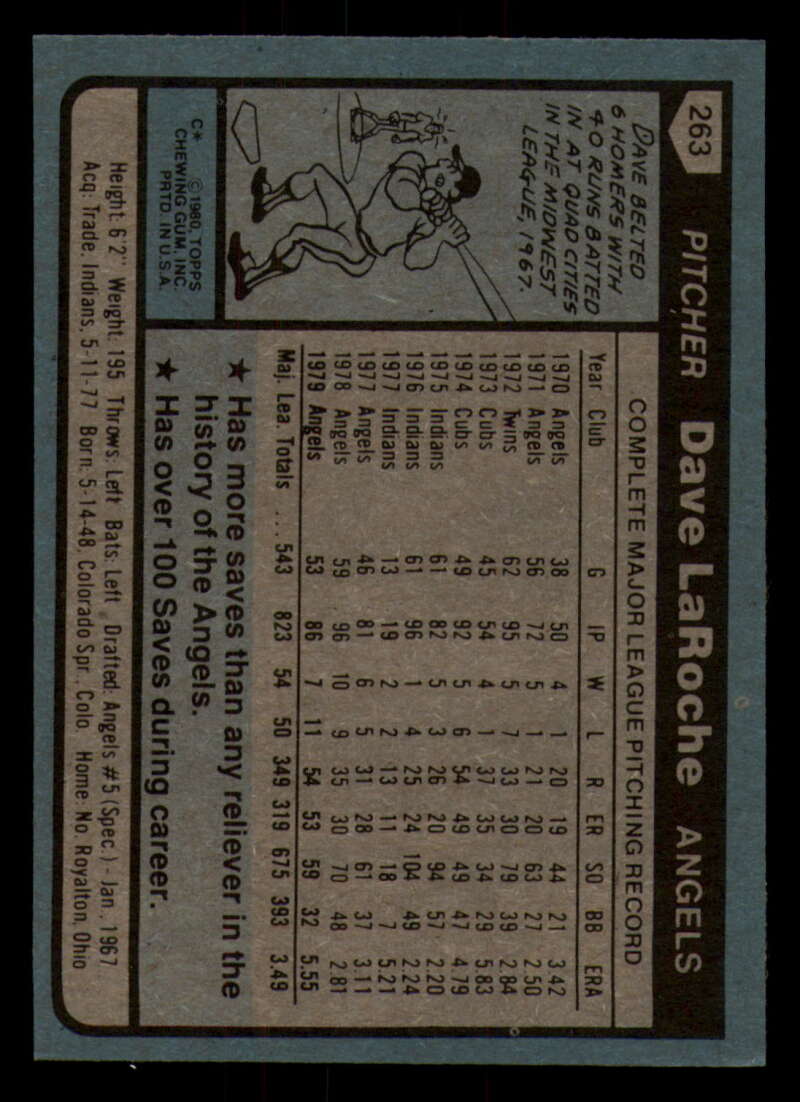 263 PITCHER Dave LaRoche ANGELS
DAVE BELTED
6 HOMERS WITH
40 RUNS BATTED
IN AT QUAD CITIES
IN THE MIDWEST
LEAGUE, 1967.
C* ©1980, TOPPS
CHEWING GUM, INC.
PRTD. IN U.S.A.
COMPLETE MAJOR LEAGUE PITCHING RECORD
Year Club G IP W L R ER SO BB ERA
1970 Angels 38 50 4 1 20 19 44 21 3.42
1971 Angels 56 72 5 1 21 20 63 27 2.50
1972 Twins 62 95 5 7 33 30 79 39 2.84
1973 Cubs 45 54 4 1 37 35 34 29 5.83
1974 Cubs 49 92 5 6 54 49 49 47 4.79
1975 Indians 61 82 5 3 26 20 94 57 2.20
1976 Indians 61 96 1 4 25 24 104 49 2.24
1977 Indians 13 19 2 2 13 11 18 7 5.21
1977 Angels 46 81 6 5 31 28 61 37 3.11
1978 Angels 59 96 10 9 35 30 70 48 2.81
1979 Angels 53 86 7 11 54 53 59 32 5.55
Maj. Lea. Totals ... 543 823 54 50 349 319 675 393 3.49
★ Has more saves than any reliever in the
history of the Angels.
★ Has over 100 Saves during career.
Height: 6'2" Weight: 195 Throws: Left Bats: Left Drafted: Angels #5 (Spec.) - Jan., 1967
Acq: Trade, Indians, 5-11-77 Born: 5-14-48, Colorado Spr., Colo. Home: No. Royalton, Ohio